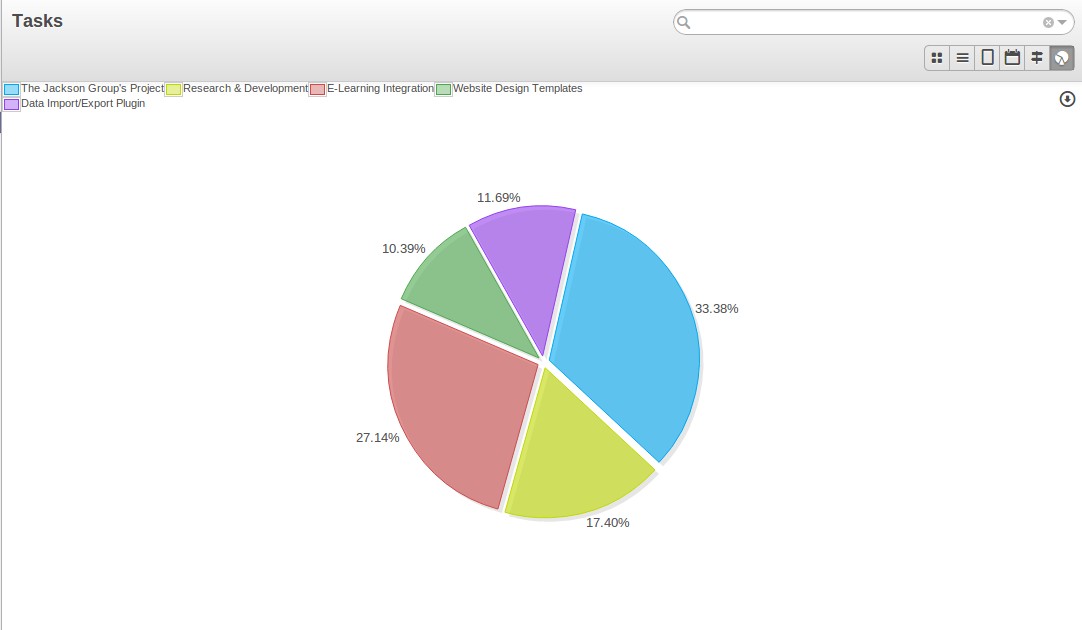 Tasks
The Jackson Group's Project Research & Development E-Learning Integration Website Design Templates
Data Import/Export Plugin
11.69%
10.39%
33.38%
27.14%
17.40%